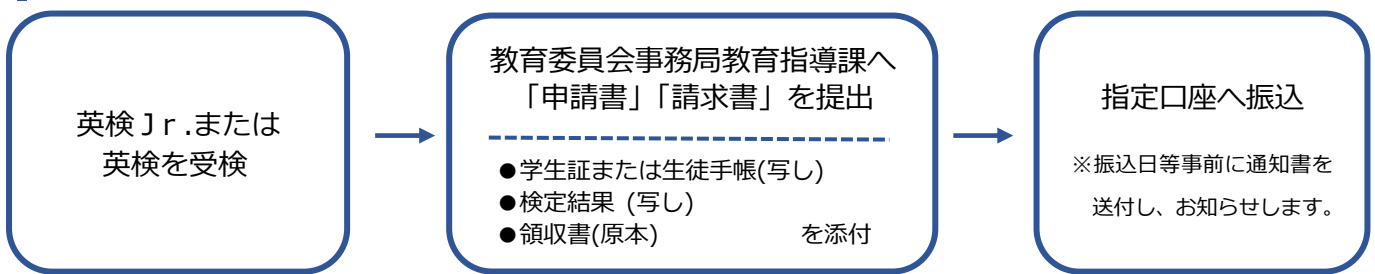 英検Ｊｒ.または
英検を受検
教育委員会事務局教育指導課へ
「申請書」「請求書」を提出
●学生証または生徒手帳(写し)
●検定結果 (写し)
●領収書(原本)　　　　　　を添付
指定口座へ振込
※振込日等事前に通知書を
送付し、お知らせします。